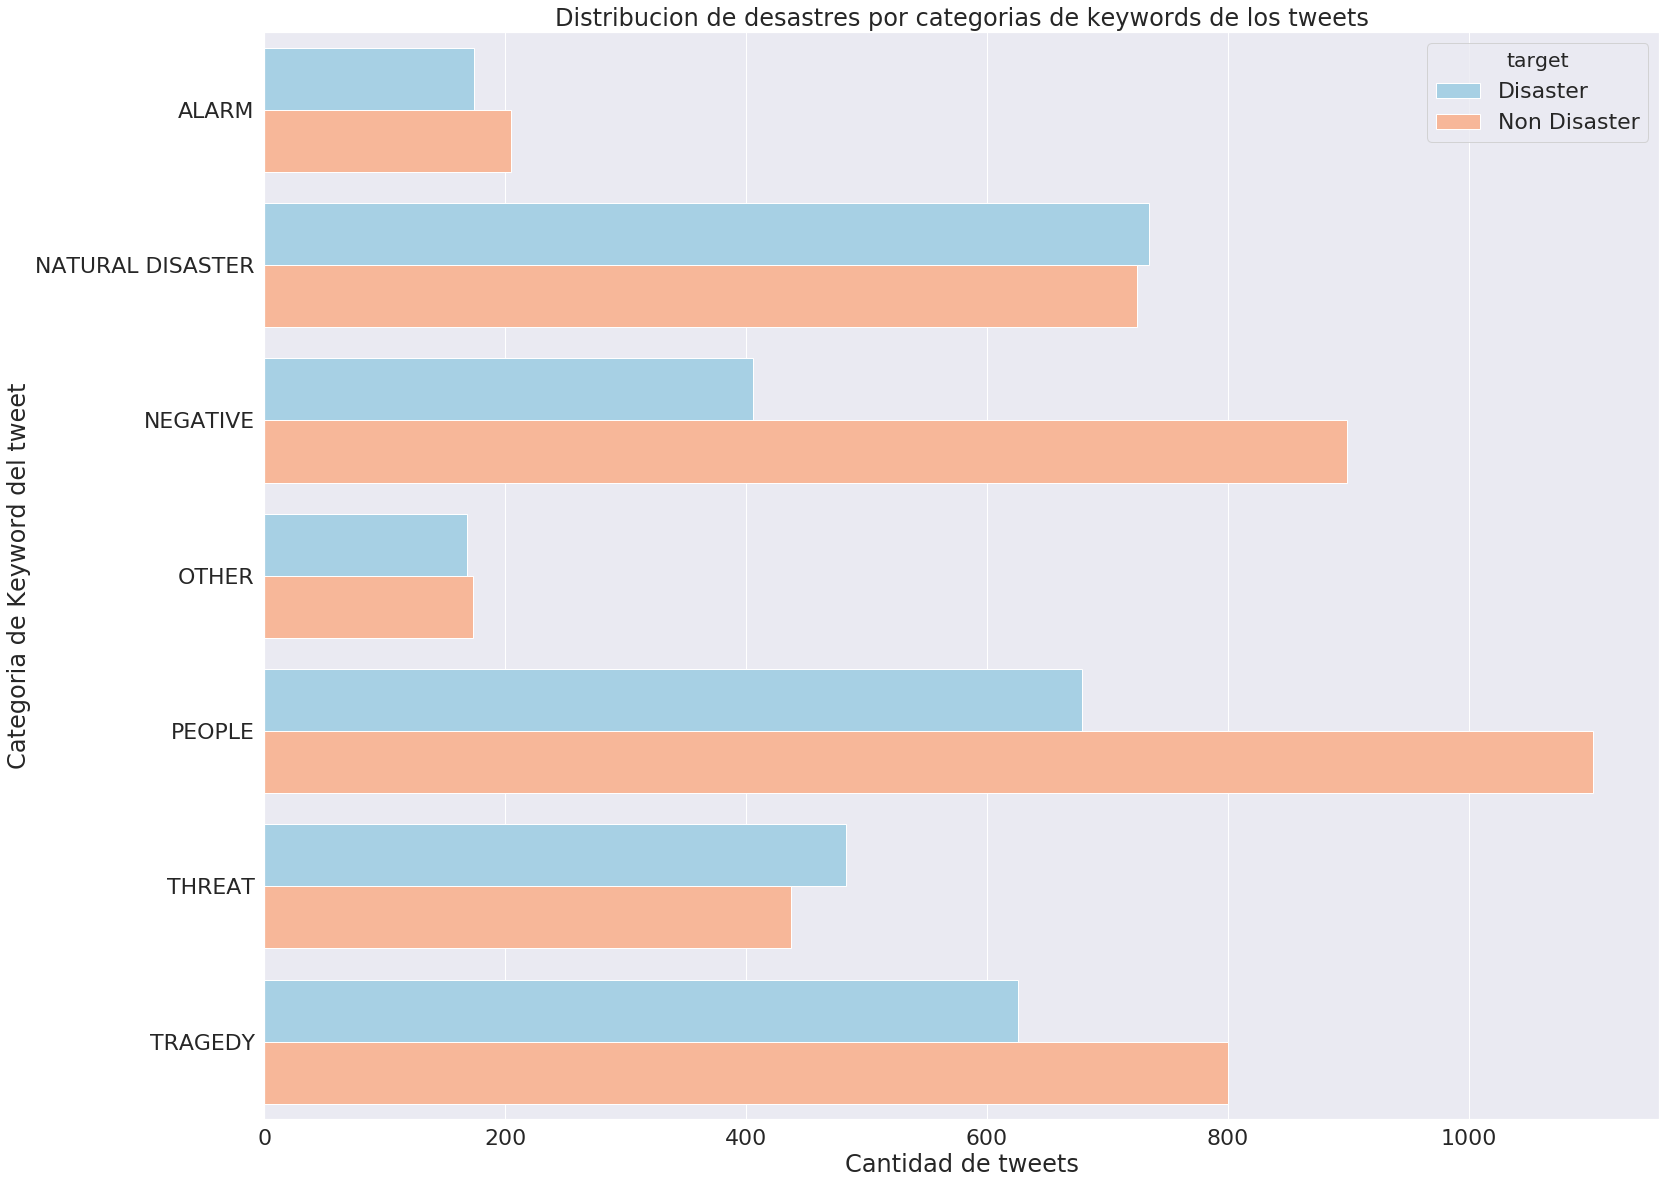 Distribucion de desastres por categorias de keywords de los tweets
target
Disaster
Non Disaster
Categoria de Keyword del tweet
ALARM
NATURAL DISASTER
NEGATIVE
OTHER
PEOPLE
THREAT
TRAGEDY
0 200 400 600 800 1000
Cantidad de tweets